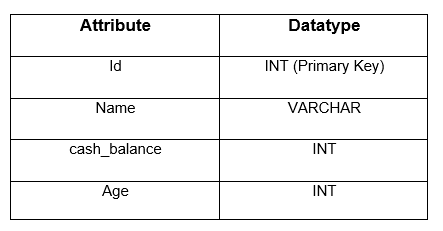 Attribute Datatype
Id INT (Primary Key)
Name VARCHAR
cash_balance INT
Age INT